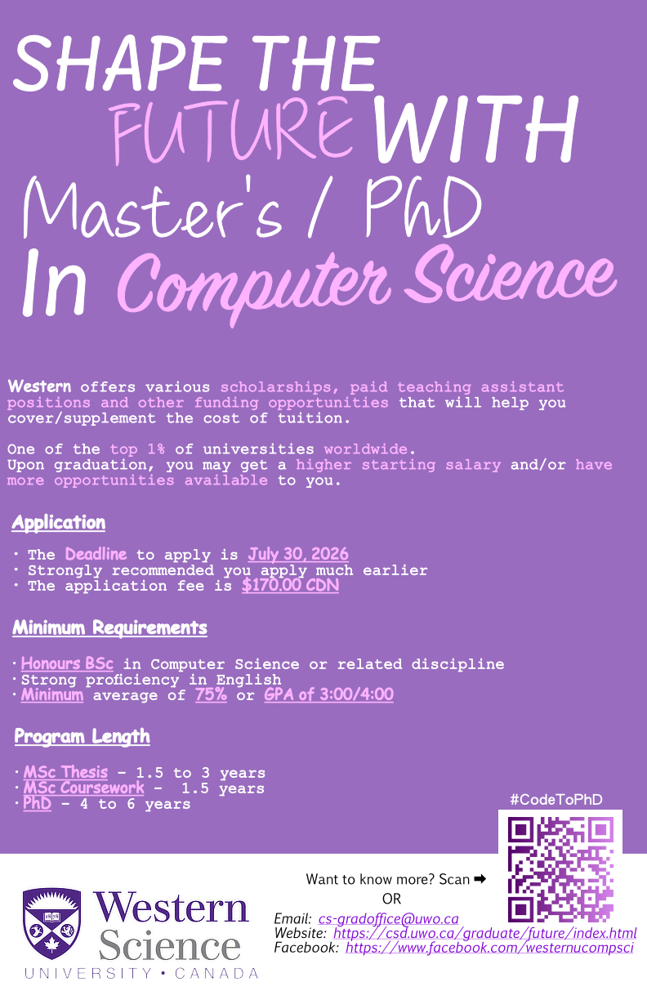 SHAPE THE
FUTURE WITH
Master's / PhD
In Computer Science
Western offers various scholarships, paid teaching assistant
positions and other funding opportunities that will help you
cover/supplement the cost of tuition.
One of the top 1% of universities worldwide.
Upon graduation, you may get a higher starting salary and/or have
more opportunities available to you.
Application
· The Deadline to apply is July 30, 2026
· Strongly recommended you apply much earlier
· The application fee is $170.00 CDN
Minimum Requirements
· Honours BSc in Computer Science or related discipline
· Strong proficiency in English
· Minimum average of 75% or GPA of 3:00/4:00
Program Length
· MSc Thesis – 1.5 to 3 years
· MSc Coursework – 1.5 years
· PhD – 4 to 6 years
#CodeToPhD
Want to know more? Scan ➡
OR
Email: cs-gradoffice@uwo.ca
Website: https://csd.uwo.ca/graduate/future/index.html
Facebook: https://www.facebook.com/westernucompsci
1878
Western
Science
UNIVERSITY • CANADA